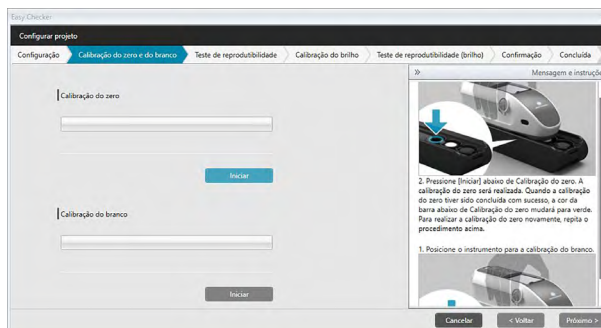 Easy Checker
Configurar projeto
Configuração
Calibração do zero e do branco
Teste de reprodutibilidade
Calibração do brilho
Teste de reprodutibilidade (brilho)
Confirmação
Concluída
Calibração do zero
Iniciar
Calibração do branco
Iniciar
» Mensagem e instruçõe
2. Pressione [Iniciar] abaixo de Calibração do zero. A
calibração do zero será realizada. Quando a calibração
do zero tiver sido concluída com sucesso, a cor da
barra abaixo de Calibração do zero mudará para verde.
Para realizar a calibração do zero novamente, repita o
procedimento acima.
1. Posicione o instrumento para a calibração do branco.
Cancelar
< Voltar
Próximo >